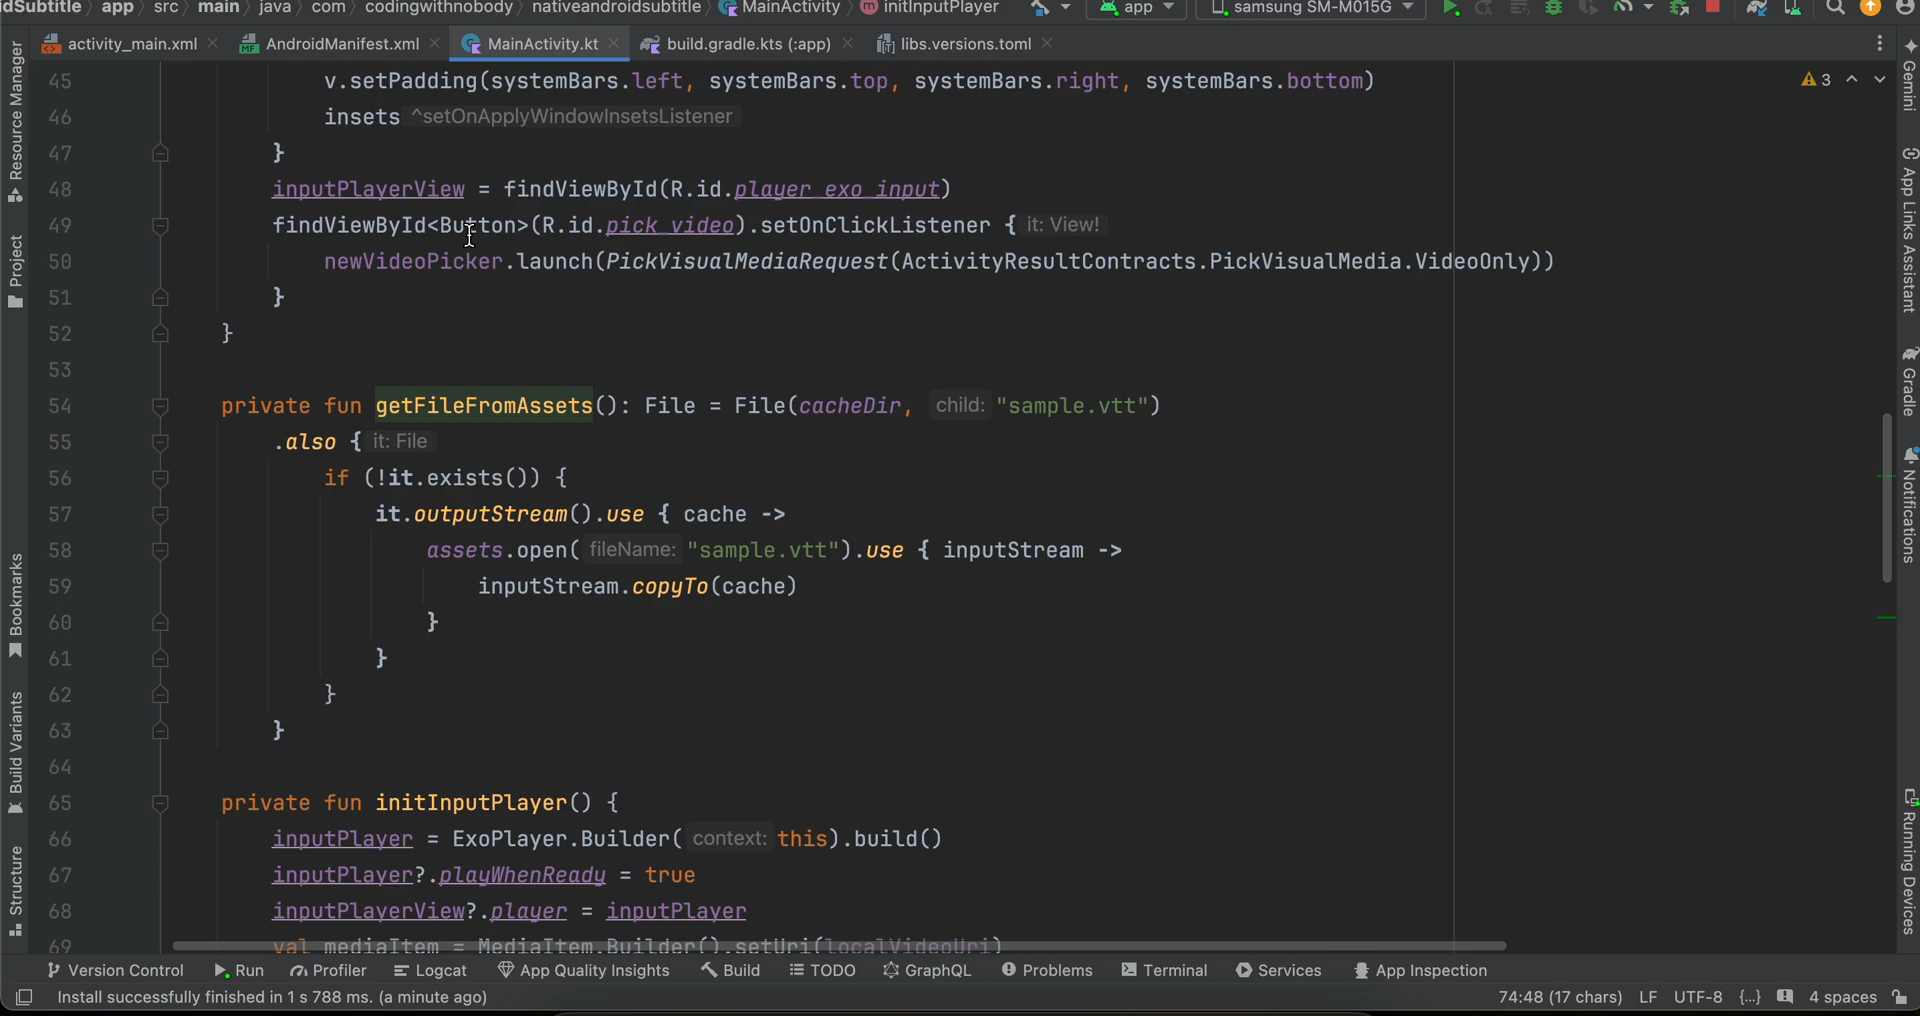 idSubtitle > app > src > main > java > com > codingwithnobody > nativeandroidsubtitle > MainActivity > initInputPlayer app samsung SM-M015G
activity_main.xml AndroidManifest.xml MainActivity.kt build.gradle.kts (:app) libs.versions.toml
45 v.setPadding(systemBars.left, systemBars.top, systemBars.right, systemBars.bottom) 3
46 insets ^setOnApplyWindowInsetsListener
47 }
48 inputPlayerView = findViewById(R.id.player_exo_input)
49 findViewById<Button>(R.id.pick_video).setOnClickListener { it: View!
50 newVideoPicker.launch(PickVisualMediaRequest(ActivityResultContracts.PickVisualMedia.VideoOnly))
51 }
52 }
53
54 private fun getFileFromAssets(): File = File(cacheDir, child: "sample.vtt")
55 .also { it: File
56 if (!it.exists()) {
57 it.outputStream().use { cache ->
58 assets.open( fileName: "sample.vtt").use { inputStream ->
59 inputStream.copyTo(cache)
60 }
61 }
62 }
63 }
64
65 private fun initInputPlayer() {
66 inputPlayer = ExoPlayer.Builder( context: this).build()
67 inputPlayer?.playWhenReady = true
68 inputPlayerView?.player = inputPlayer
69 val mediaItem = MediaItem.Builder().setUri(localVideoUri)
Resource Manager
Project
Bookmarks
Build Variants
Structure
Gemini
App Links Assistant
Gradle
Notifications
Running Devices
Version Control Run Profiler Logcat App Quality Insights Build TODO GraphQL Problems Terminal Services App Inspection
Install successfully finished in 1 s 788 ms. (a minute ago) 74:48 (17 chars) LF UTF-8 {..} 4 spaces